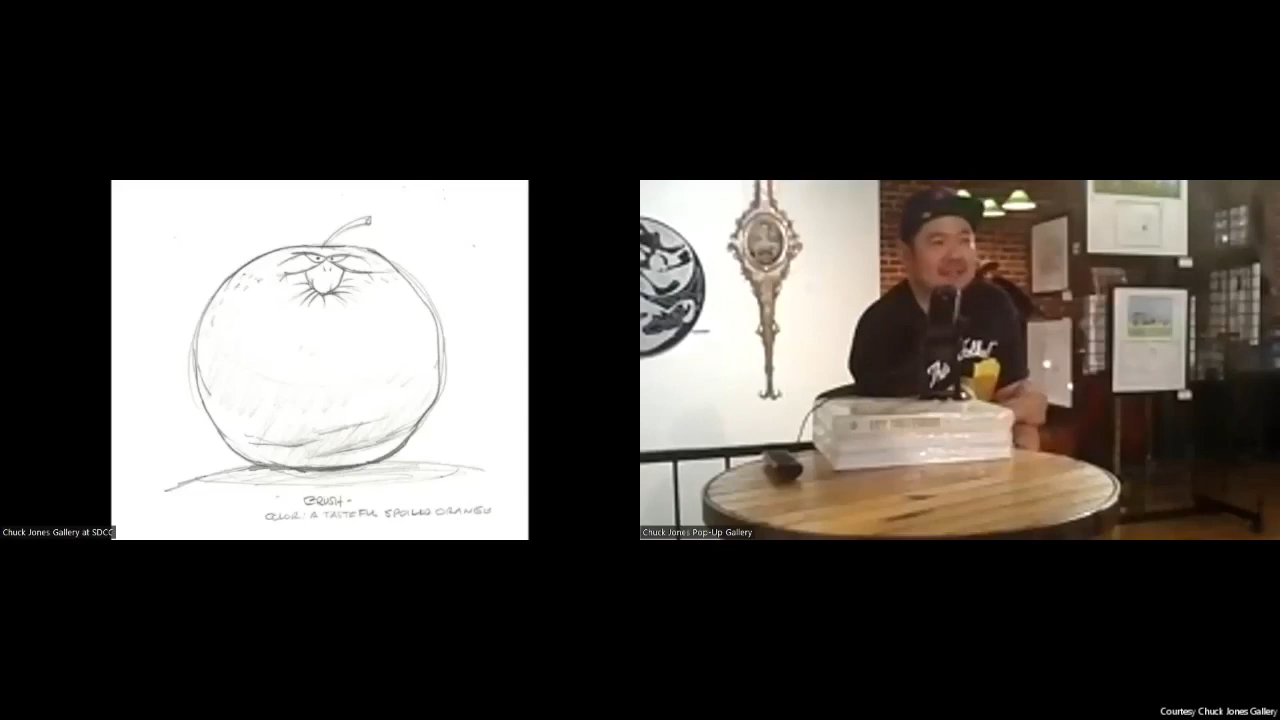 CRUSH -
COLOR: A TASTEFUL SPOILED ORANGE
Chuck Jones Gallery at SDCC
Chuck Jones Pop-Up Gallery
Courtesy Chuck Jones Gallery